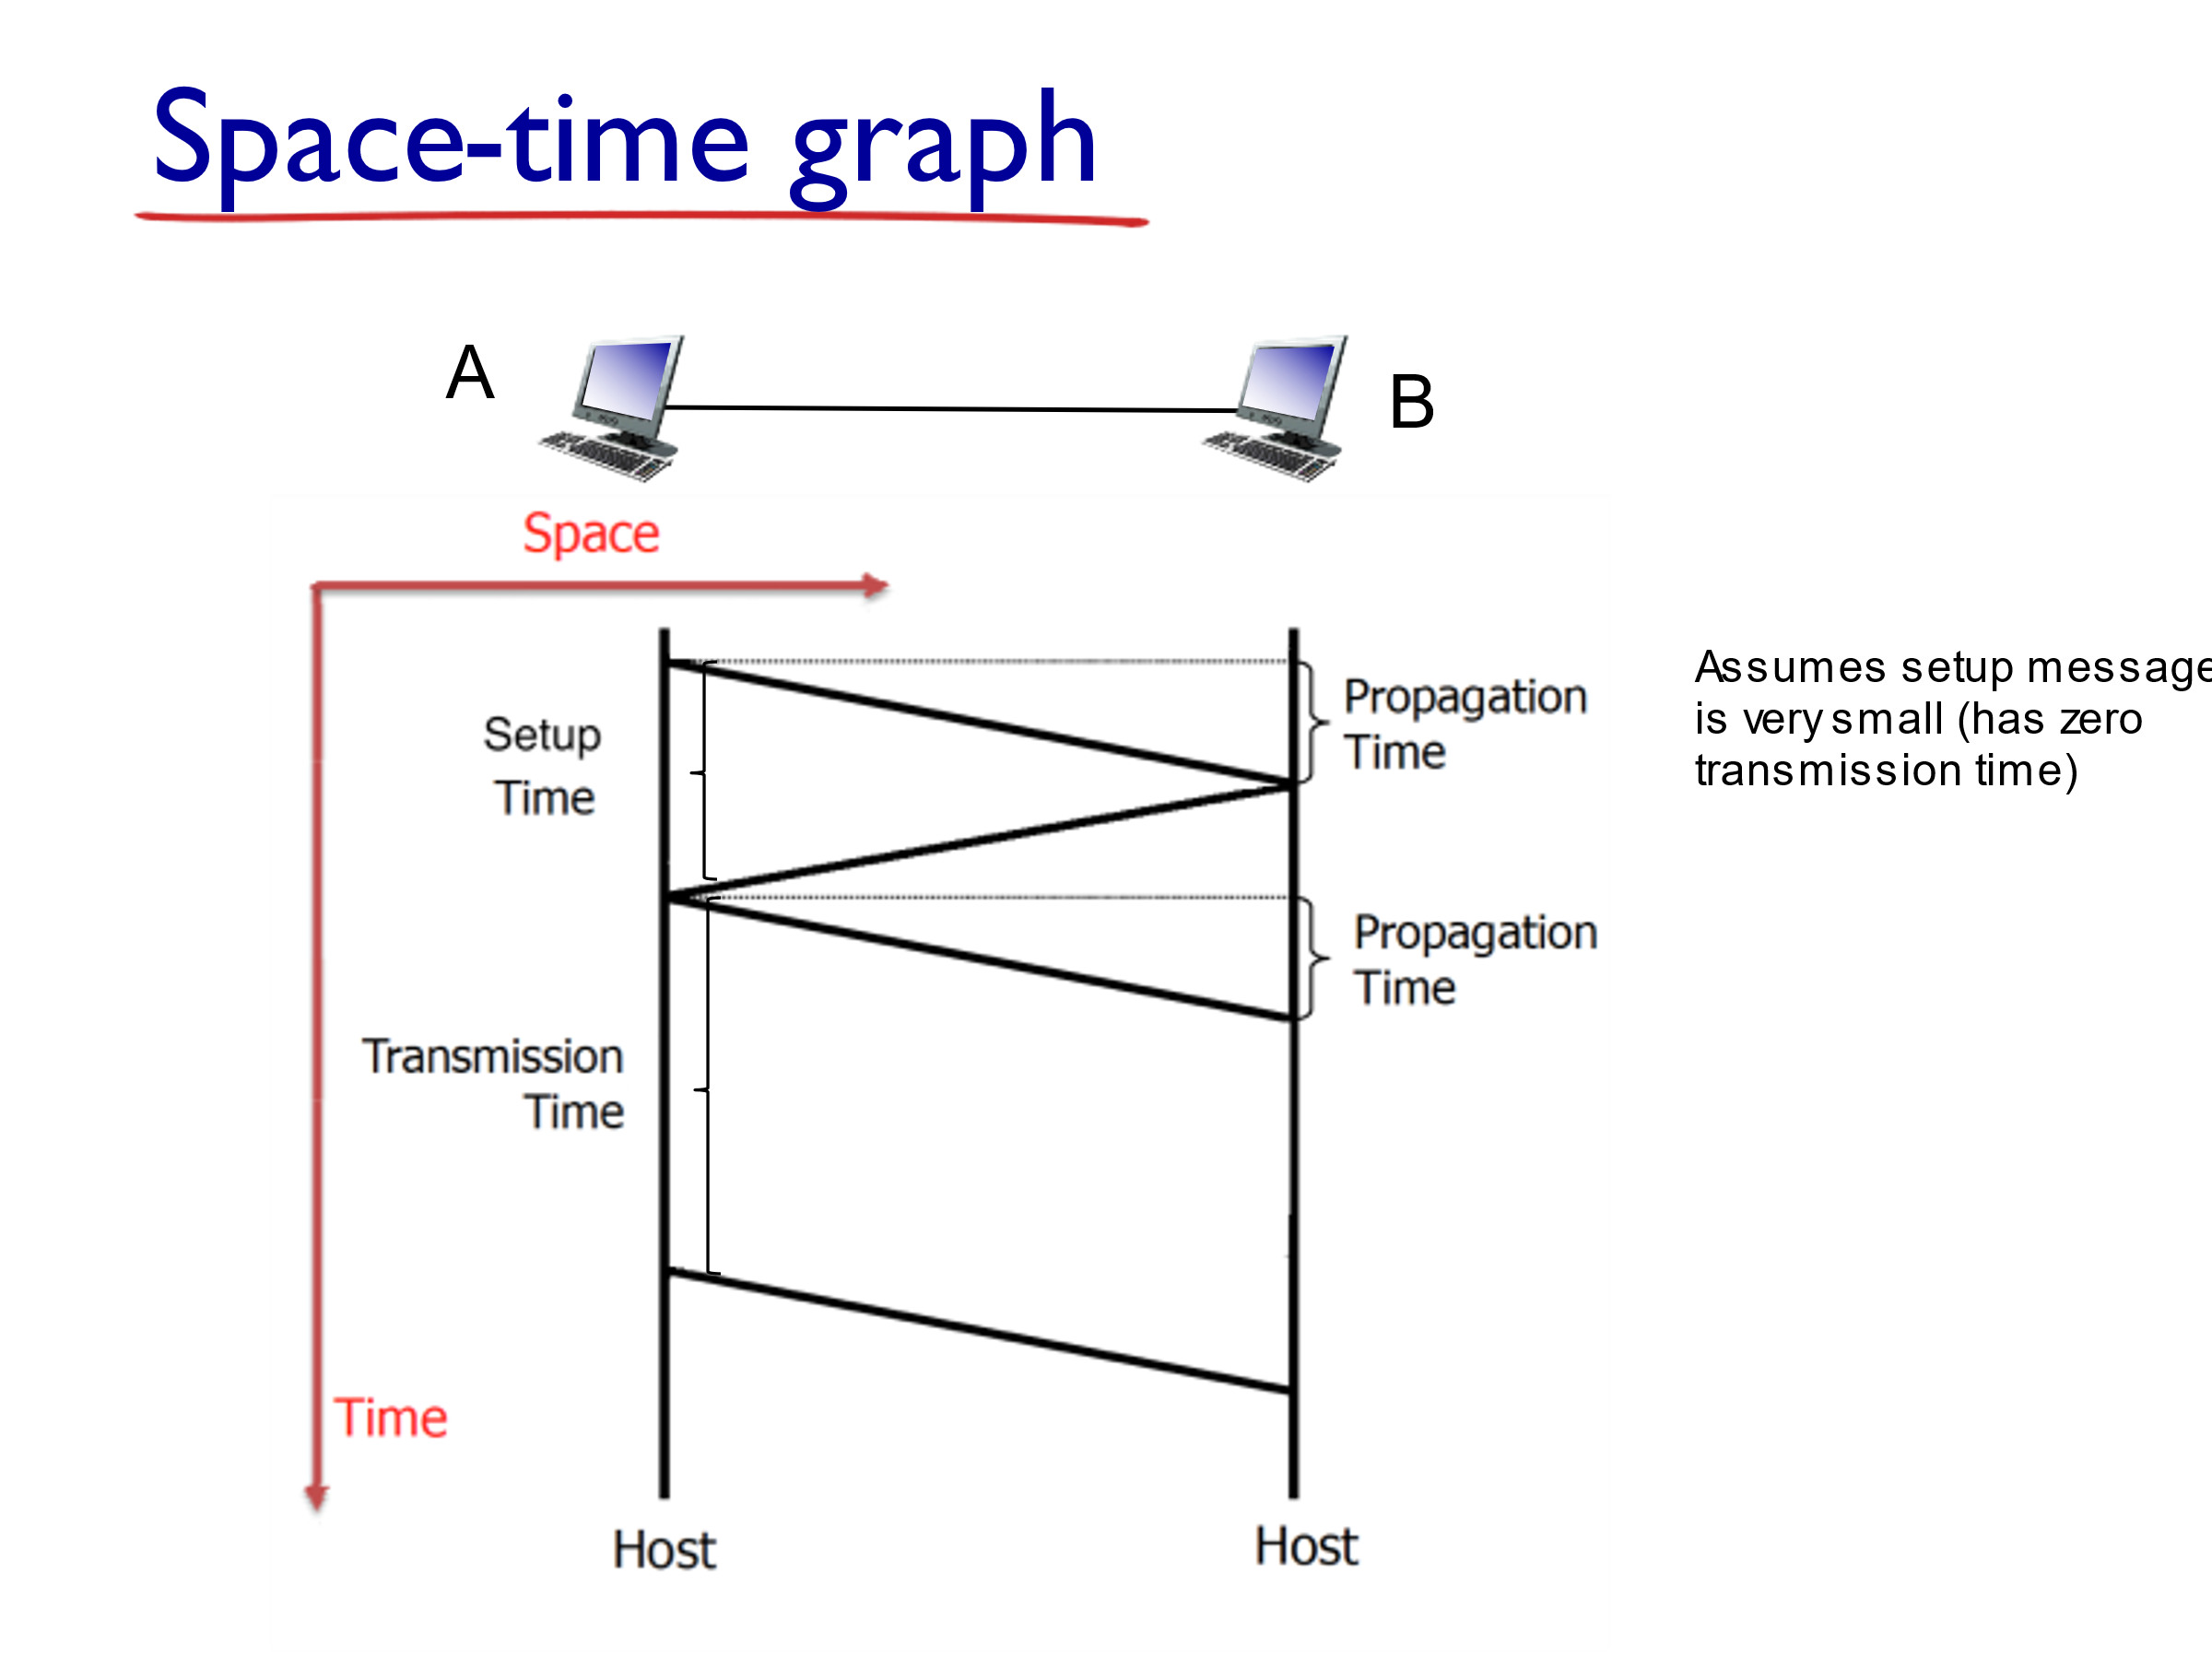 Space-time graph
A
B
Space
Setup
Time
Propagation
Time
Assumes setup message
is very small (has zero
transmission time)
Propagation
Time
Transmission
Time
Time
Host
Host